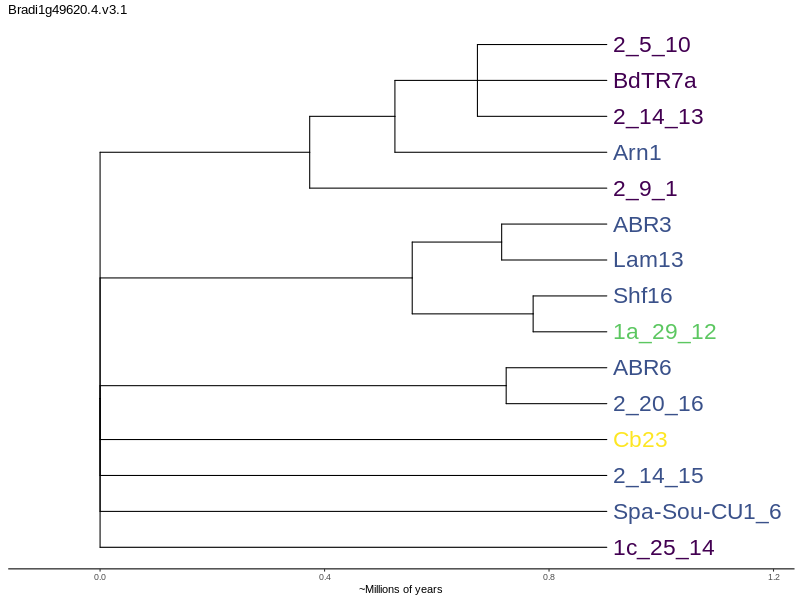 Bradi1g49620.4.v3.1
2_5_10
BdTR7a
2_14_13
Arn1
2_9_1
ABR3
Lam13
Shf16
1a_29_12
ABR6
2_20_16
Cb23
2_14_15
Spa-Sou-CU1_6
1c_25_14
0.0 0.4 0.8 1.2
~Millions of years